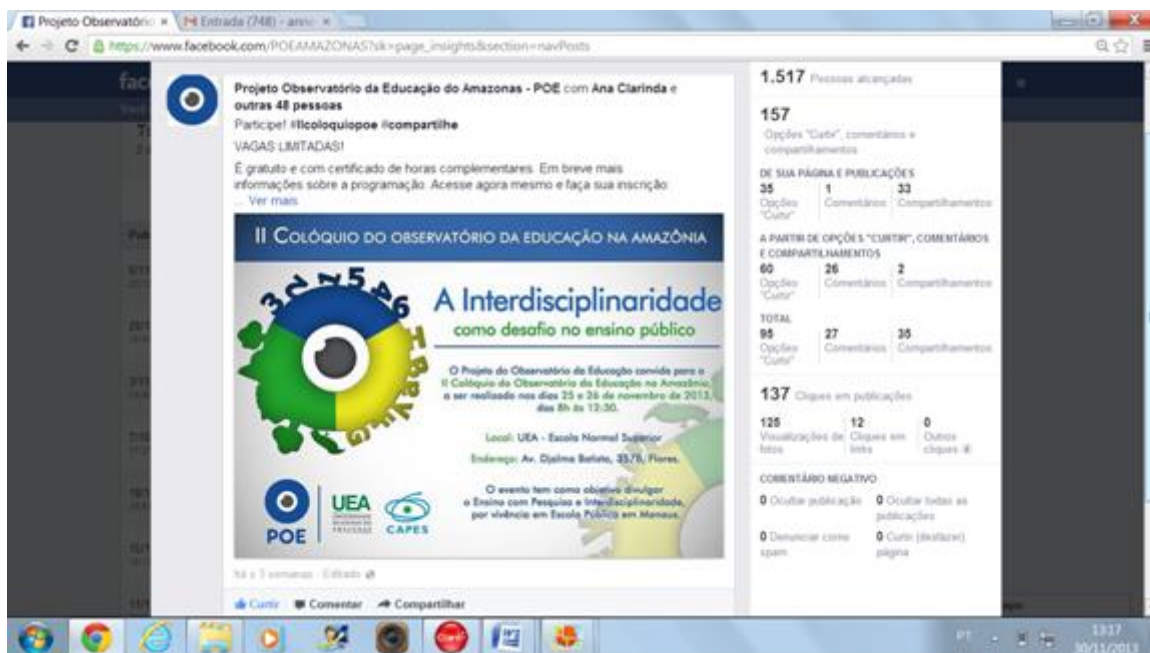 Projeto Observatório
Entrada (748) - anne
https://www.facebook.com/POEAMAZONAS?sk=page_insights&section=navPosts
Projeto Observatório da Educação do Amazonas - POE com Ana Clarinda e
outras 48 pessoas
Participe! #IIcoloquiopoe #compartilhe
VAGAS LIMITADAS!
É gratuito e com certificado de horas complementares. Em breve mais
informações sobre a programação. Acesse agora mesmo e faça sua inscrição:
... Ver mais
II COLÓQUIO DO OBSERVATÓRIO DA EDUCAÇÃO NA AMAZÔNIA
A Interdisciplinaridade
como desafio no ensino público
O Projeto do Observatório da Educação convida para o
II Colóquio do Observatório da Educação na Amazônia,
a ser realizado nos dias 25 e 26 de novembro de 2013,
das 8h às 12:30.
Local: UEA - Escola Normal Superior
Endereço: Av. Djalma Batista, 3578, Flores.
O evento tem como objetivo divulgar
o Ensino com Pesquisa e Interdisciplinaridade,
por vivência em Escola Pública em Manaus.
POE
UEA
CAPES
há 3 semanas · Editado
Curtir Comentar Compartilhar
1.517 Pessoas alcançadas
157
Opções "Curtir", comentários e
compartilhamentos
DE SUA PÁGINA E PUBLICAÇÕES
35 1 33
Opções "Curtir" Comentários Compartilhamentos
A PARTIR DE OPÇÕES "CURTIR", COMENTÁRIOS
E COMPARTILHAMENTOS
60 26 2
Opções "Curtir" Comentários Compartilhamentos
TOTAL
95 27 35
Opções "Curtir" Comentários Compartilhamentos
137 Cliques em publicações
125 12 0
Visualizações de fotos Cliques em links Outros cliques
COMENTÁRIO NEGATIVO
0 Ocultar publicação 0 Ocultar todas as publicações
0 Denunciar como spam 0 Curtir (desfazer) página
PT
13:17
30/11/2013